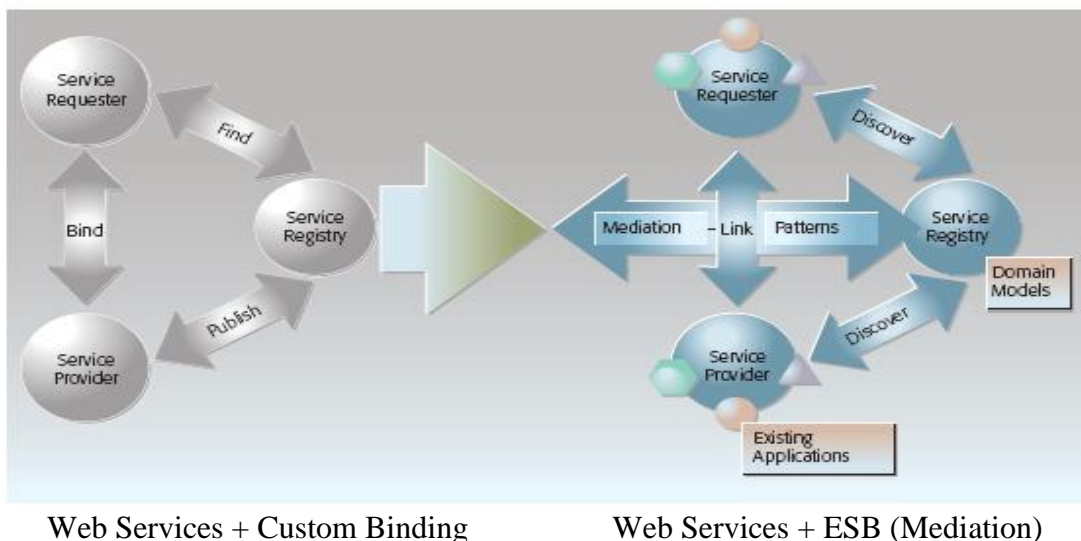 Service
Requester
Find
Bind
Service
Registry
Publish
Service
Provider
Service
Requester
Discover
Mediation
– Link
Patterns
Service
Registry
Domain
Models
Discover
Service
Provider
Existing
Applications
Web Services + Custom Binding
Web Services + ESB (Mediation)